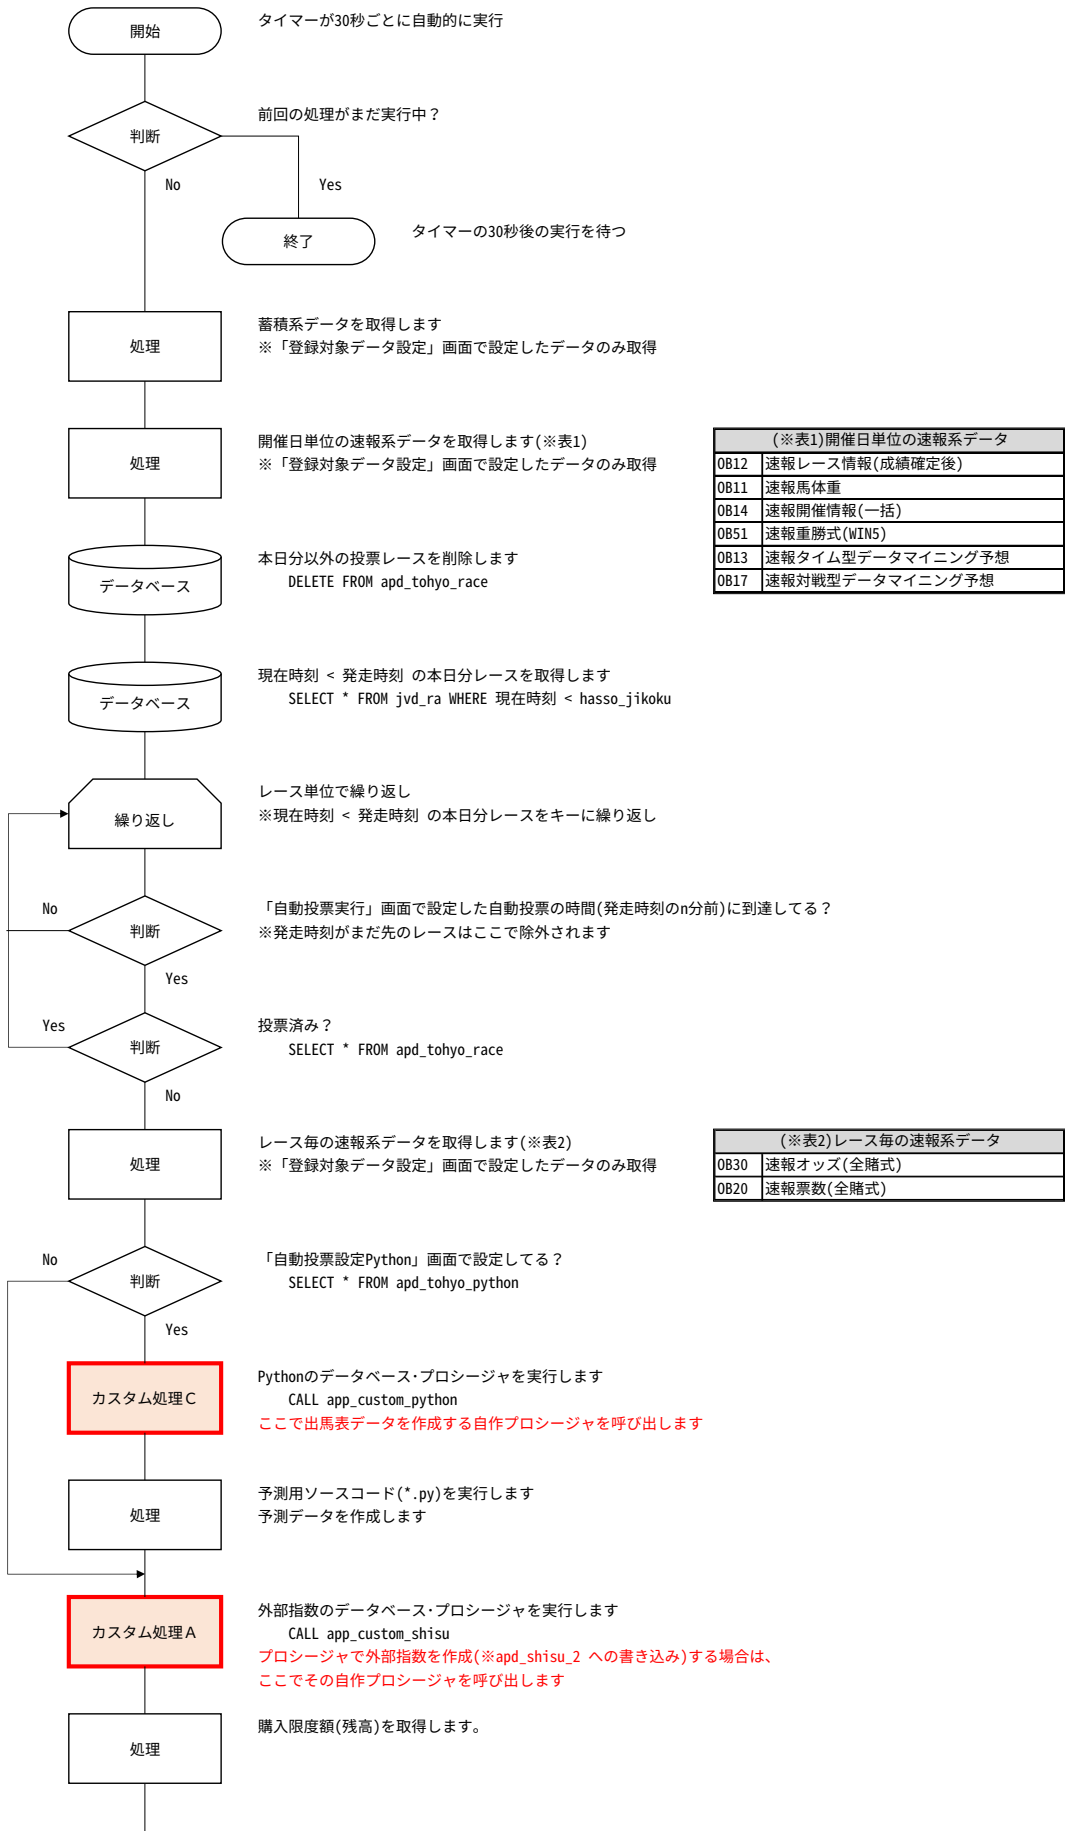 開始
タイマーが30秒ごとに自動的に実行
前回の処理がまだ実行中？
判断
No
Yes
終了
タイマーの30秒後の実行を待つ
処理
蓄積系データを取得します
※「登録対象データ設定」画面で設定したデータのみ取得
処理
開催日単位の速報系データを取得します(※表1)
※「登録対象データ設定」画面で設定したデータのみ取得
(※表1)開催日単位の速報系データ
0B12 速報レース情報(成績確定後)
0B11 速報馬体重
0B14 速報開催情報(一括)
0B51 速報重勝式(WIN5)
0B13 速報タイム型データマイニング予想
0B17 速報対戦型データマイニング予想
データベース
本日分以外の投票レースを削除します
DELETE FROM apd_tohyo_race
データベース
現在時刻 < 発走時刻 の本日分レースを取得します
SELECT * FROM jvd_ra WHERE 現在時刻 < hasso_jikoku
繰り返し
レース単位で繰り返し
※現在時刻 < 発走時刻 の本日分レースをキーに繰り返し
No
判断
「自動投票実行」画面で設定した自動投票の時間(発走時刻のn分前)に到達してる？
※発走時刻がまだ先のレースはここで除外されます
Yes
Yes
判断
投票済み？
SELECT * FROM apd_tohyo_race
No
処理
レース毎の速報系データを取得します(※表2)
※「登録対象データ設定」画面で設定したデータのみ取得
(※表2)レース毎の速報系データ
0B30 速報オッズ(全賭式)
0B20 速報票数(全賭式)
No
判断
「自動投票設定Python」画面で設定してる？
SELECT * FROM apd_tohyo_python
Yes
カスタム処理Ｃ
Pythonのデータベース･プロシージャを実行します
CALL app_custom_python
ここで出馬表データを作成する自作プロシージャを呼び出します
処理
予測用ソースコード(*.py)を実行します
予測データを作成します
カスタム処理Ａ
外部指数のデータベース･プロシージャを実行します
CALL app_custom_shisu
プロシージャで外部指数を作成(※apd_shisu_2 への書き込み)する場合は、
ここでその自作プロシージャを呼び出します
処理
購入限度額(残高)を取得します。